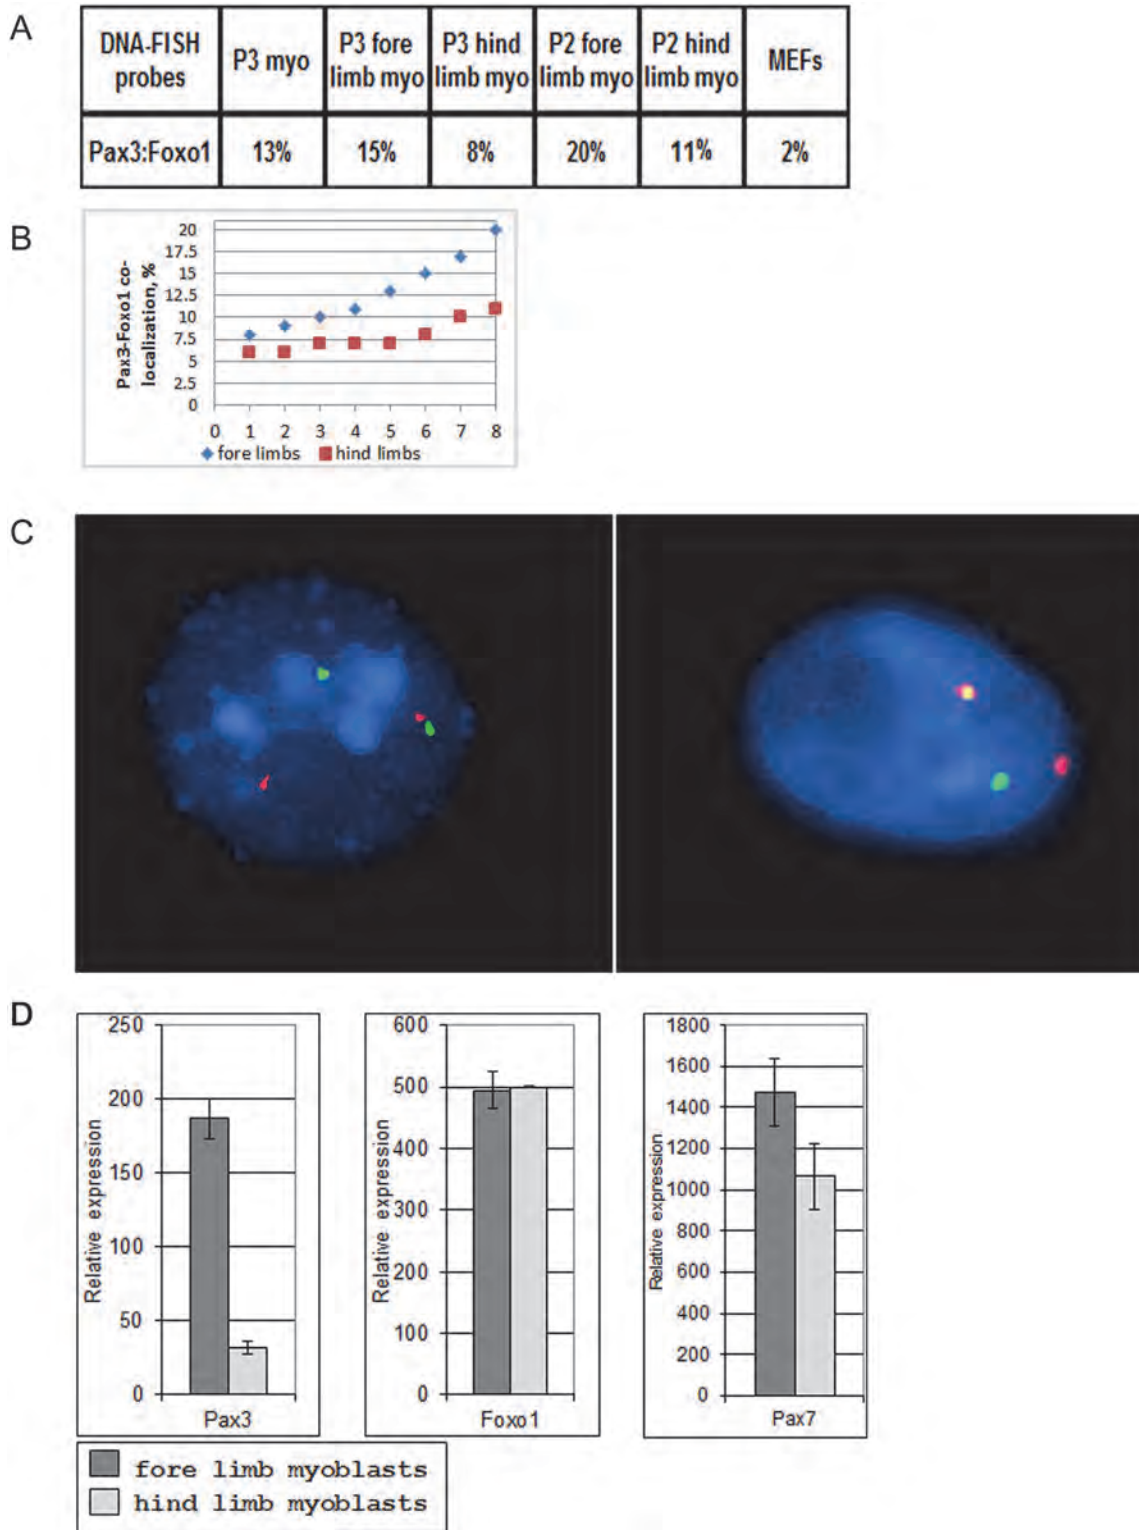 A
DNA-FISH probes P3 myo P3 fore limb myo P3 hind limb myo P2 fore limb myo P2 hind limb myo MEFs
Pax3:Foxo1 13% 15% 8% 20% 11% 2%
B
Pax3-Foxo1 co-
localization, %
20
17.5
15
12.5
10
7.5
5
2.5
0
0 1 2 3 4 5 6 7 8
fore limbs hind limbs
C
D
Relative expression
250
200
150
100
50
0
Pax3
Relative expression
600
500
400
300
200
100
0
Foxo1
Relative expression
1800
1600
1400
1200
1000
800
600
400
200
0
Pax7
fore limb myoblasts
hind limb myoblasts